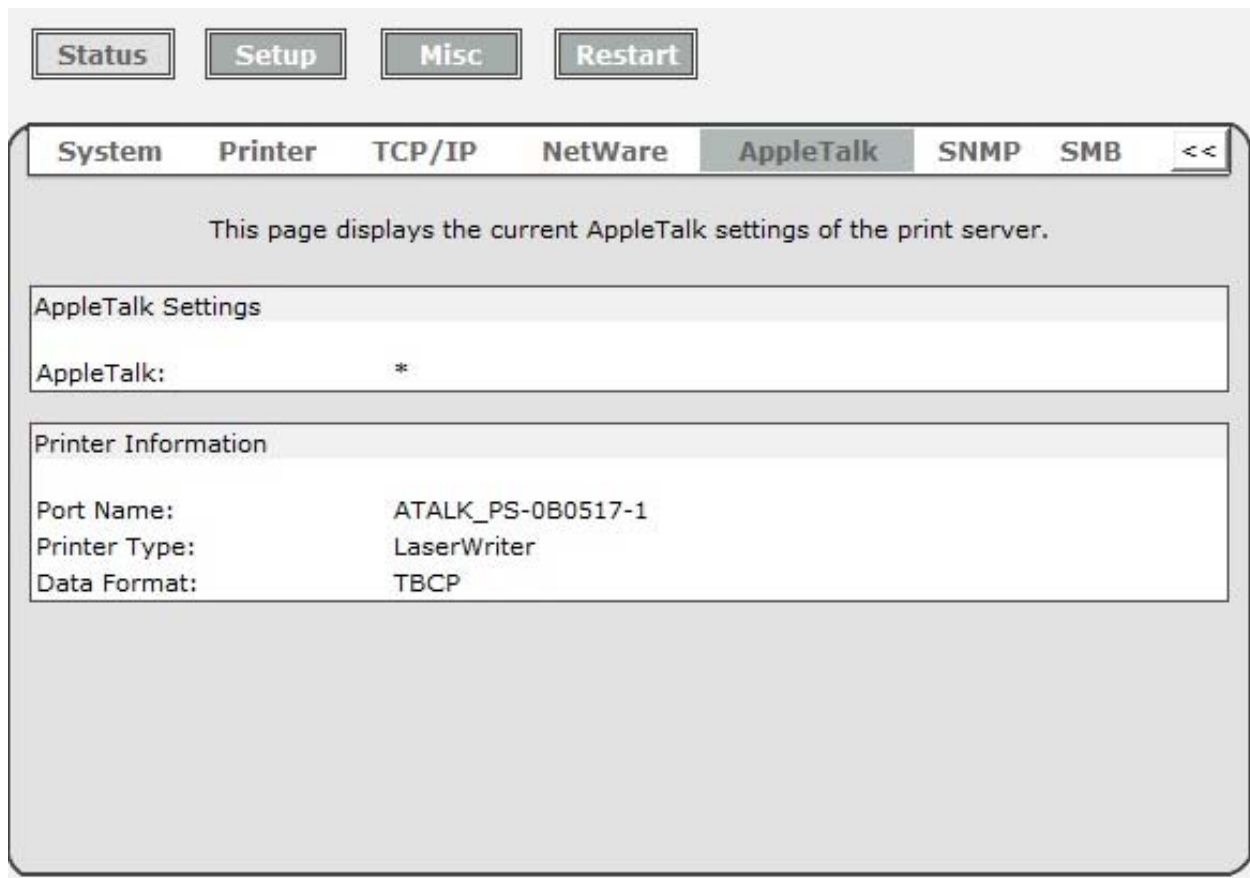 Status Setup Misc Restart
System Printer TCP/IP NetWare AppleTalk SNMP SMB <<
This page displays the current AppleTalk settings of the print server.
AppleTalk Settings
AppleTalk: *
Printer Information
Port Name: ATALK_PS-0B0517-1
Printer Type: LaserWriter
Data Format: TBCP